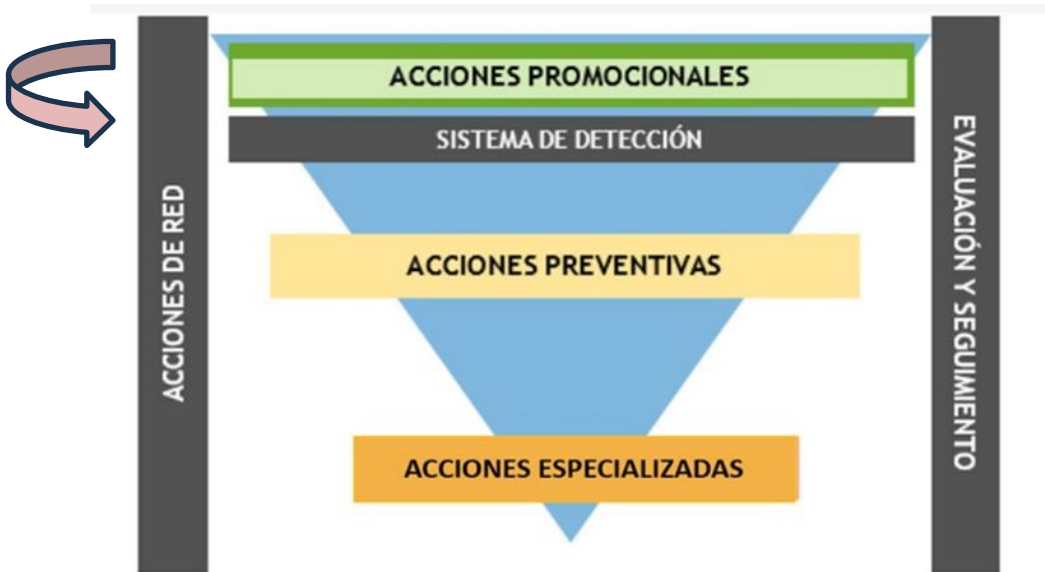 ACCIONES PROMOCIONALES
SISTEMA DE DETECCIÓN
ACCIONES PREVENTIVAS
ACCIONES ESPECIALIZADAS
ACCIONES DE RED
EVALUACIÓN Y SEGUIMIENTO